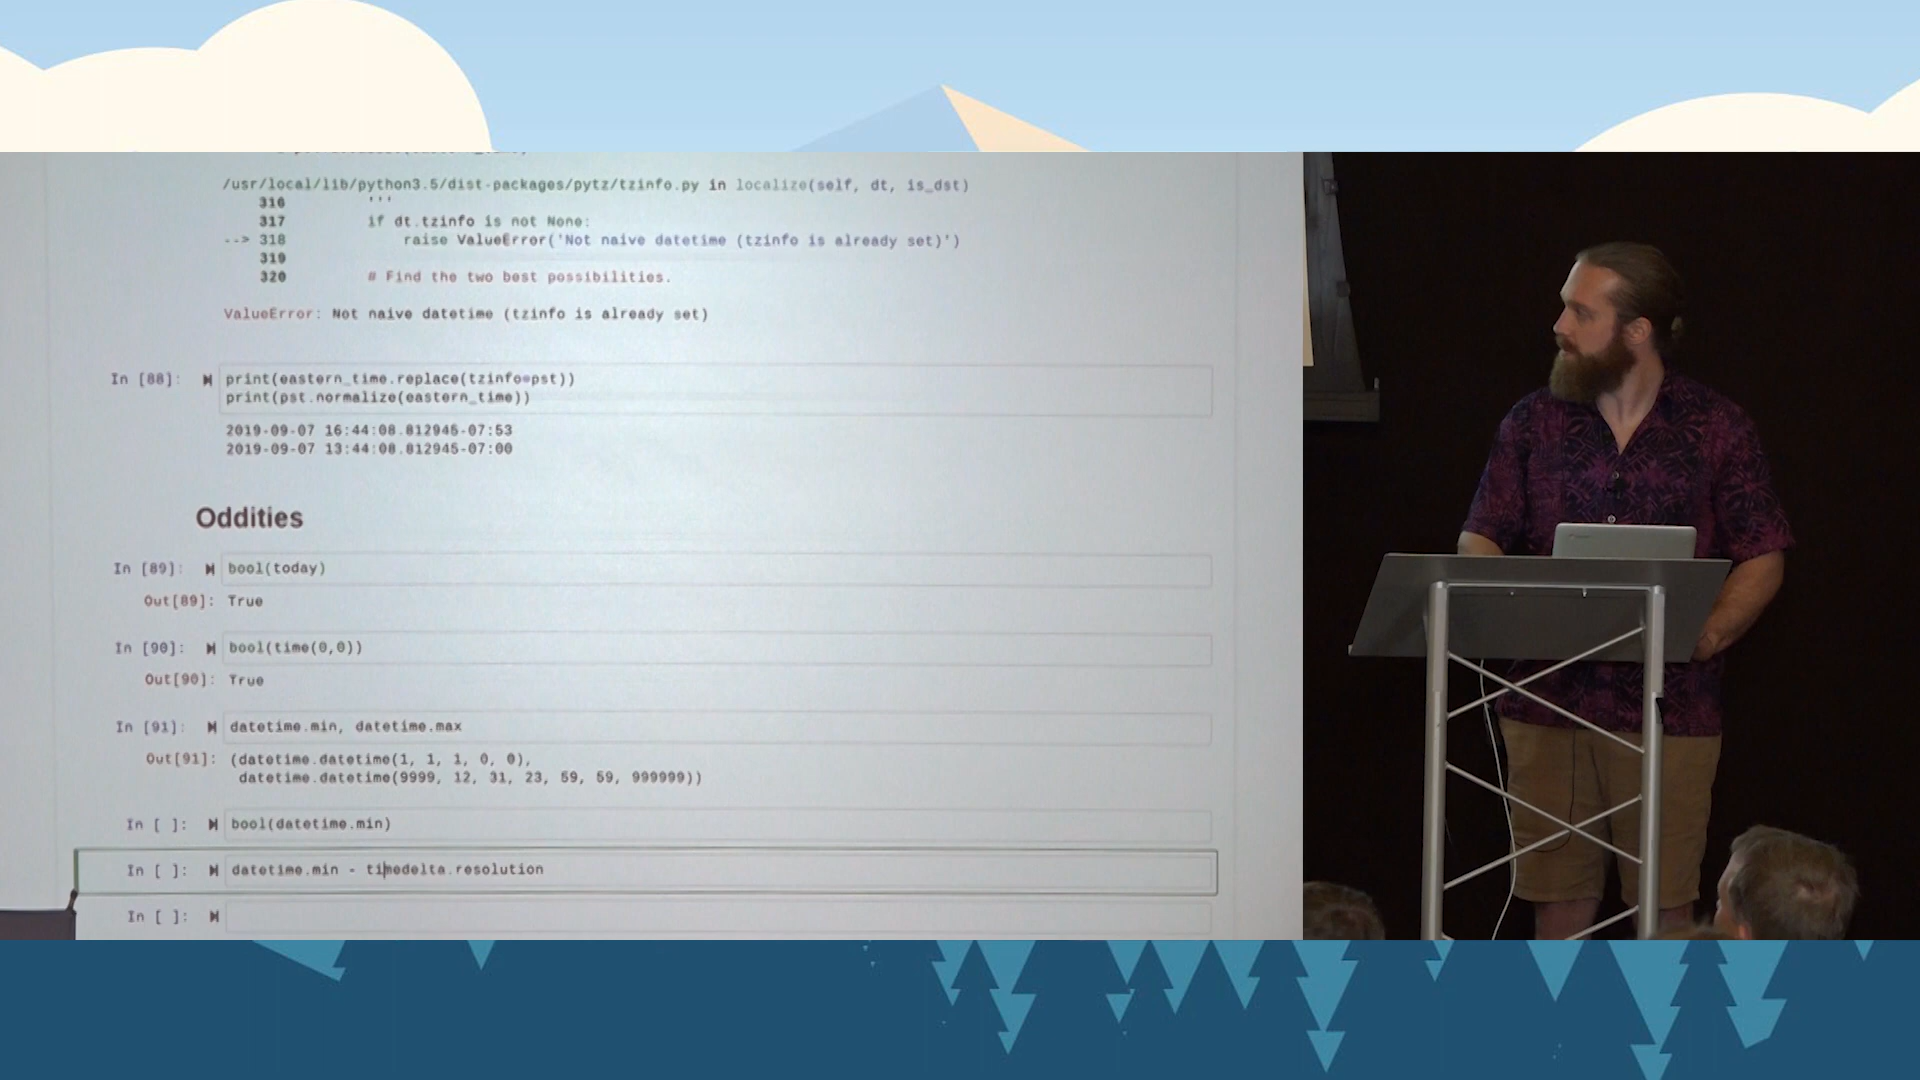 /usr/local/lib/python3.5/dist-packages/pytz/tzinfo.py in localize(self, dt, is_dst)
316 '''
317 if dt.tzinfo is not None:
--> 318 raise ValueError('Not naive datetime (tzinfo is already set)')
319
320 # Find the two best possibilities.
ValueError: Not naive datetime (tzinfo is already set)
In [88]: print(eastern_time.replace(tzinfo=pst))
print(pst.normalize(eastern_time))
2019-09-07 16:44:08.812945-07:53
2019-09-07 13:44:08.812945-07:00
Oddities
In [89]: bool(today)
Out[89]: True
In [90]: bool(time(0,0))
Out[90]: True
In [91]: datetime.min, datetime.max
Out[91]: (datetime.datetime(1, 1, 1, 0, 0),
datetime.datetime(9999, 12, 31, 23, 59, 59, 999999))
In [ ]: bool(datetime.min)
In [ ]: datetime.min - timedelta.resolution
In [ ]: